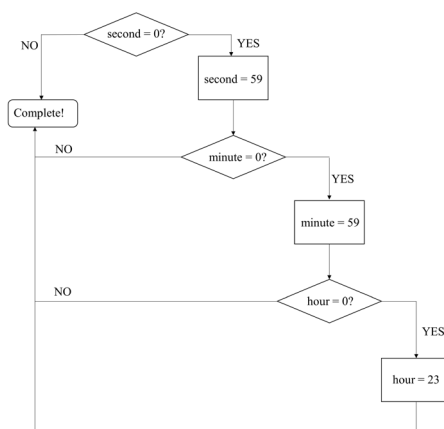 second = 0?
NO
YES
second = 59
Complete!
NO
minute = 0?
YES
minute = 59
NO
hour = 0?
YES
hour = 23